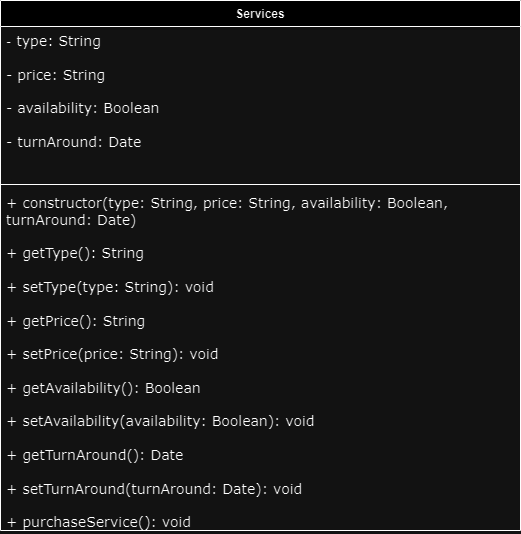 Services
- type: String
- price: String
- availability: Boolean
- turnAround: Date
+ constructor(type: String, price: String, availability: Boolean,
turnAround: Date)
+ getType(): String
+ setType(type: String): void
+ getPrice(): String
+ setPrice(price: String): void
+ getAvailability(): Boolean
+ setAvailability(availability: Boolean): void
+ getTurnAround(): Date
+ setTurnAround(turnAround: Date): void
+ purchaseService(): void